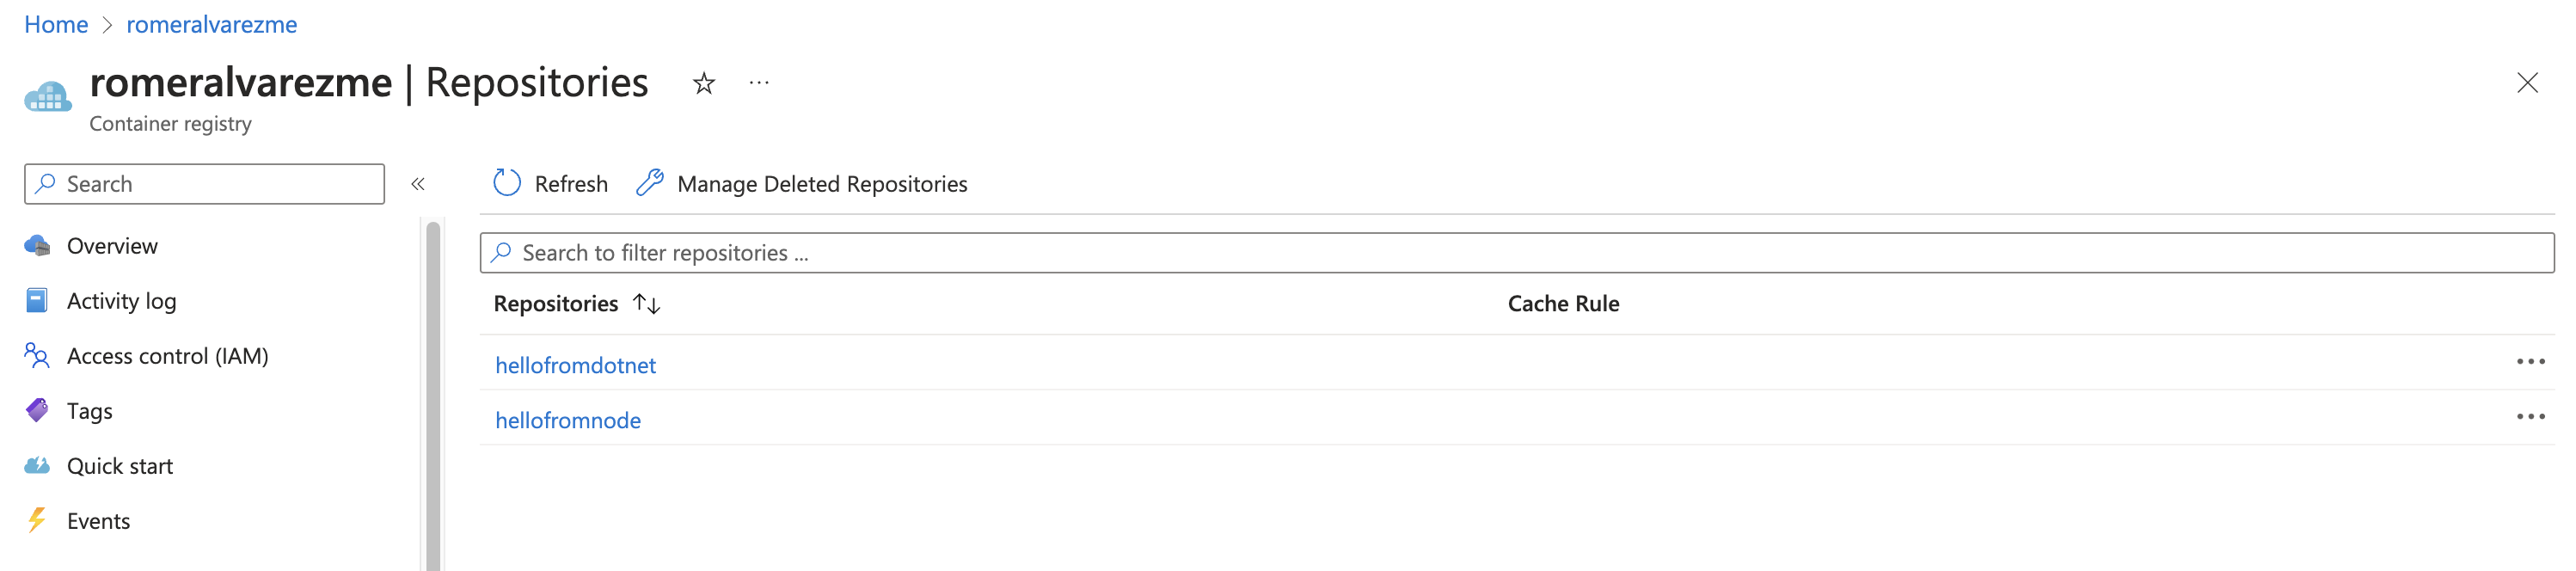 Home > romeralvarezme
romeralvarezme | Repositories
Container registry
Search
Refresh Manage Deleted Repositories
Overview
Activity log
Access control (IAM)
Tags
Quick start
Events
Search to filter repositories ...
Repositories Cache Rule
hellofromdotnet
hellofromnode